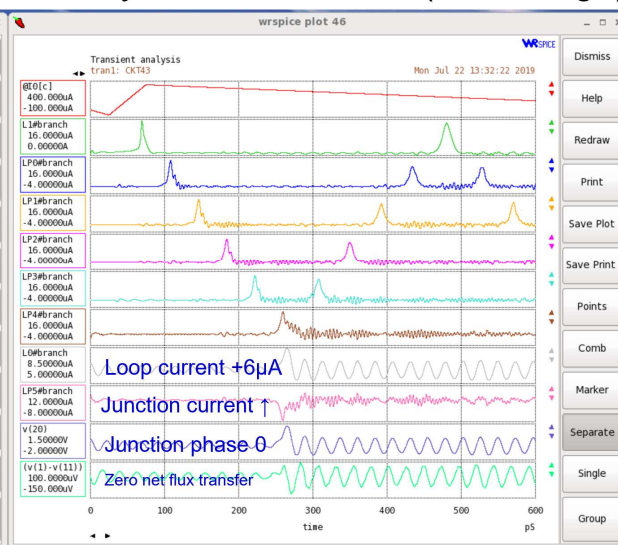 wrspice plot 46
WRSPICE
Transient analysis
tran1: CKT43
Mon Jul 22 13:32:22 2019
@I0[c]
400.000uA
-100.000uA
L1#branch
16.0000uA
0.00000A
LP0#branch
16.0000uA
-4.00000uA
LP1#branch
16.0000uA
-4.00000uA
LP2#branch
16.0000uA
-4.00000uA
LP3#branch
16.0000uA
-4.00000uA
LP4#branch
16.0000uA
-4.00000uA
L0#branch
8.50000uA
5.00000uA
Loop current +6µA
LP5#branch
12.0000uA
-8.00000uA
Junction current ↑
v(20)
1.50000V
-2.00000V
Junction phase 0
(v(1)-v(11))
100.0000uV
-150.000uV
Zero net flux transfer
0 100 200 300 400 500 600
time pS
Dismiss
Help
Redraw
Print
Save Plot
Save Print
Points
Comb
Marker
Separate
Single
Group